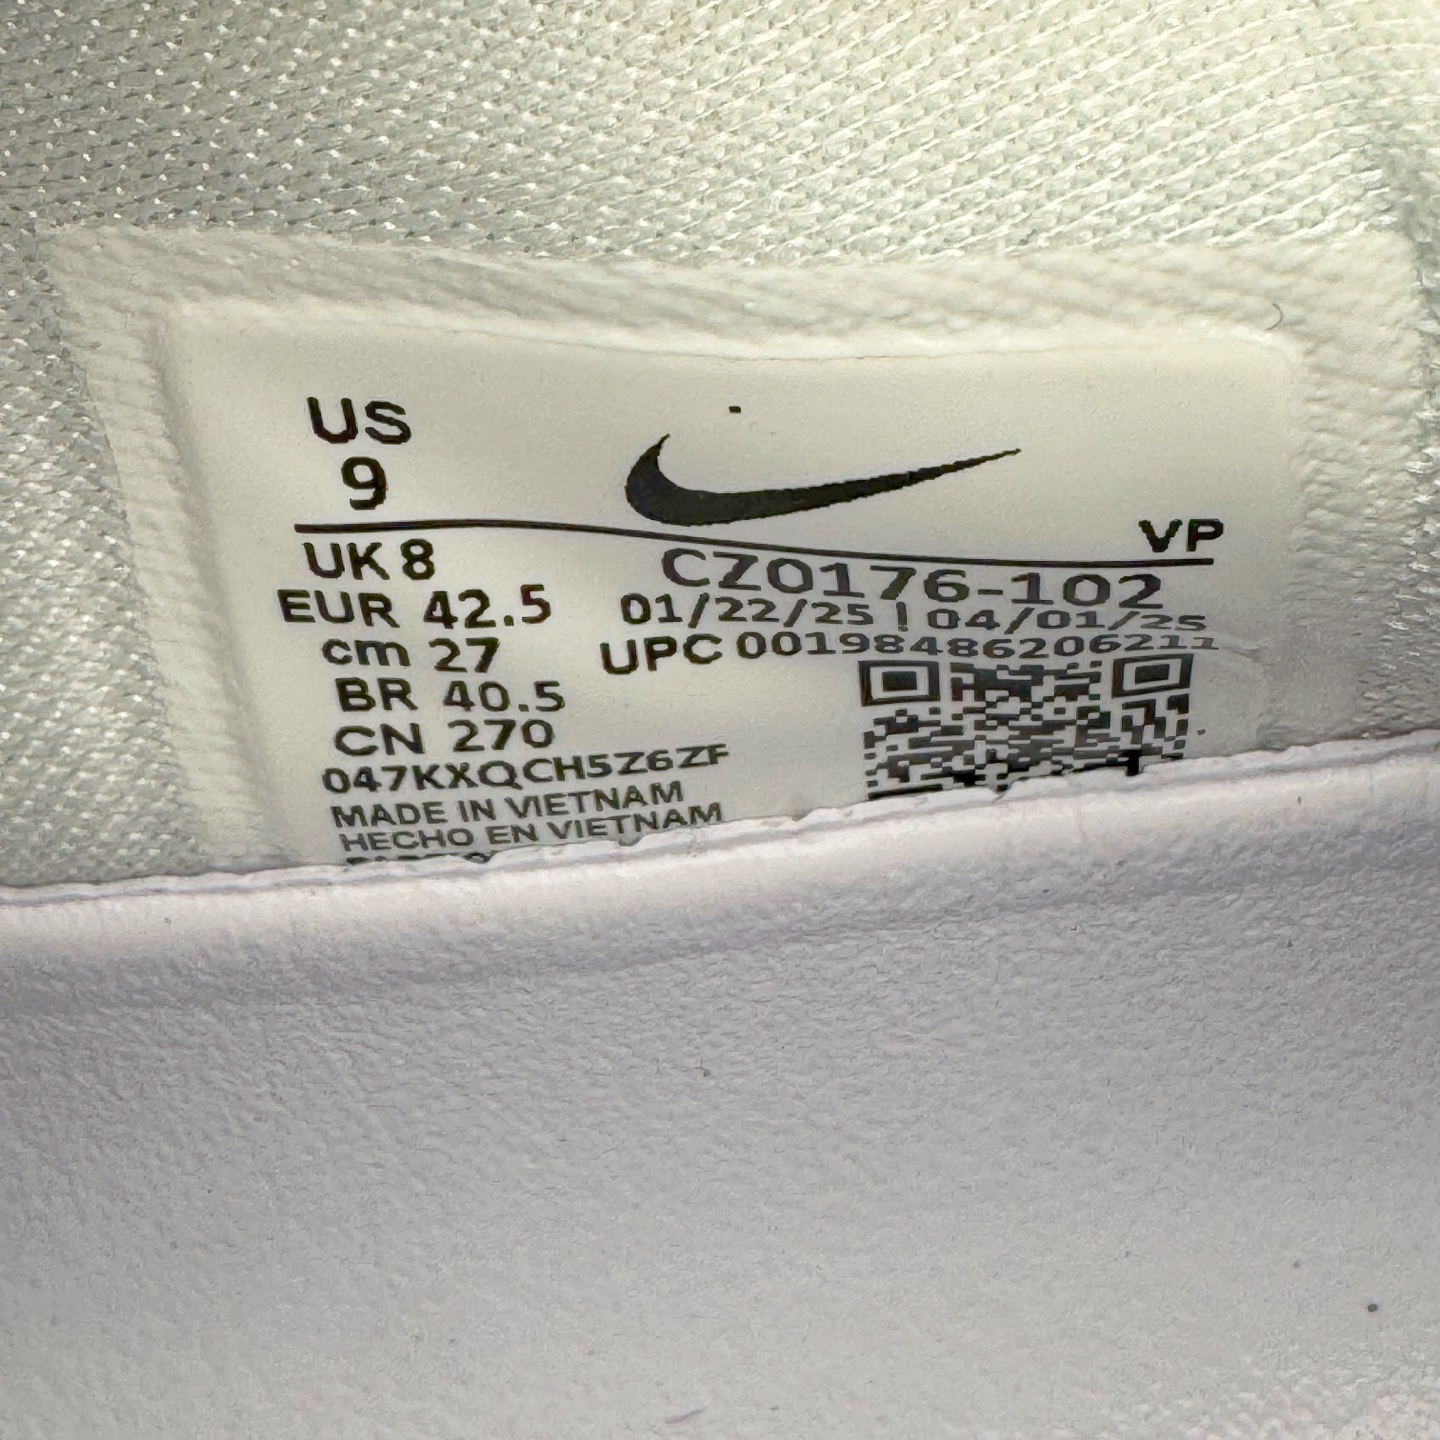 US
9
VP
UK 8
CZ0176-102
EUR 42.5
01/22/25 | 04/01/25
cm 27
UPC 00198486206211
BR 40.5
CN 270
047KXQCH5Z6ZF
MADE IN VIETNAM
HECHO EN VIETNAM